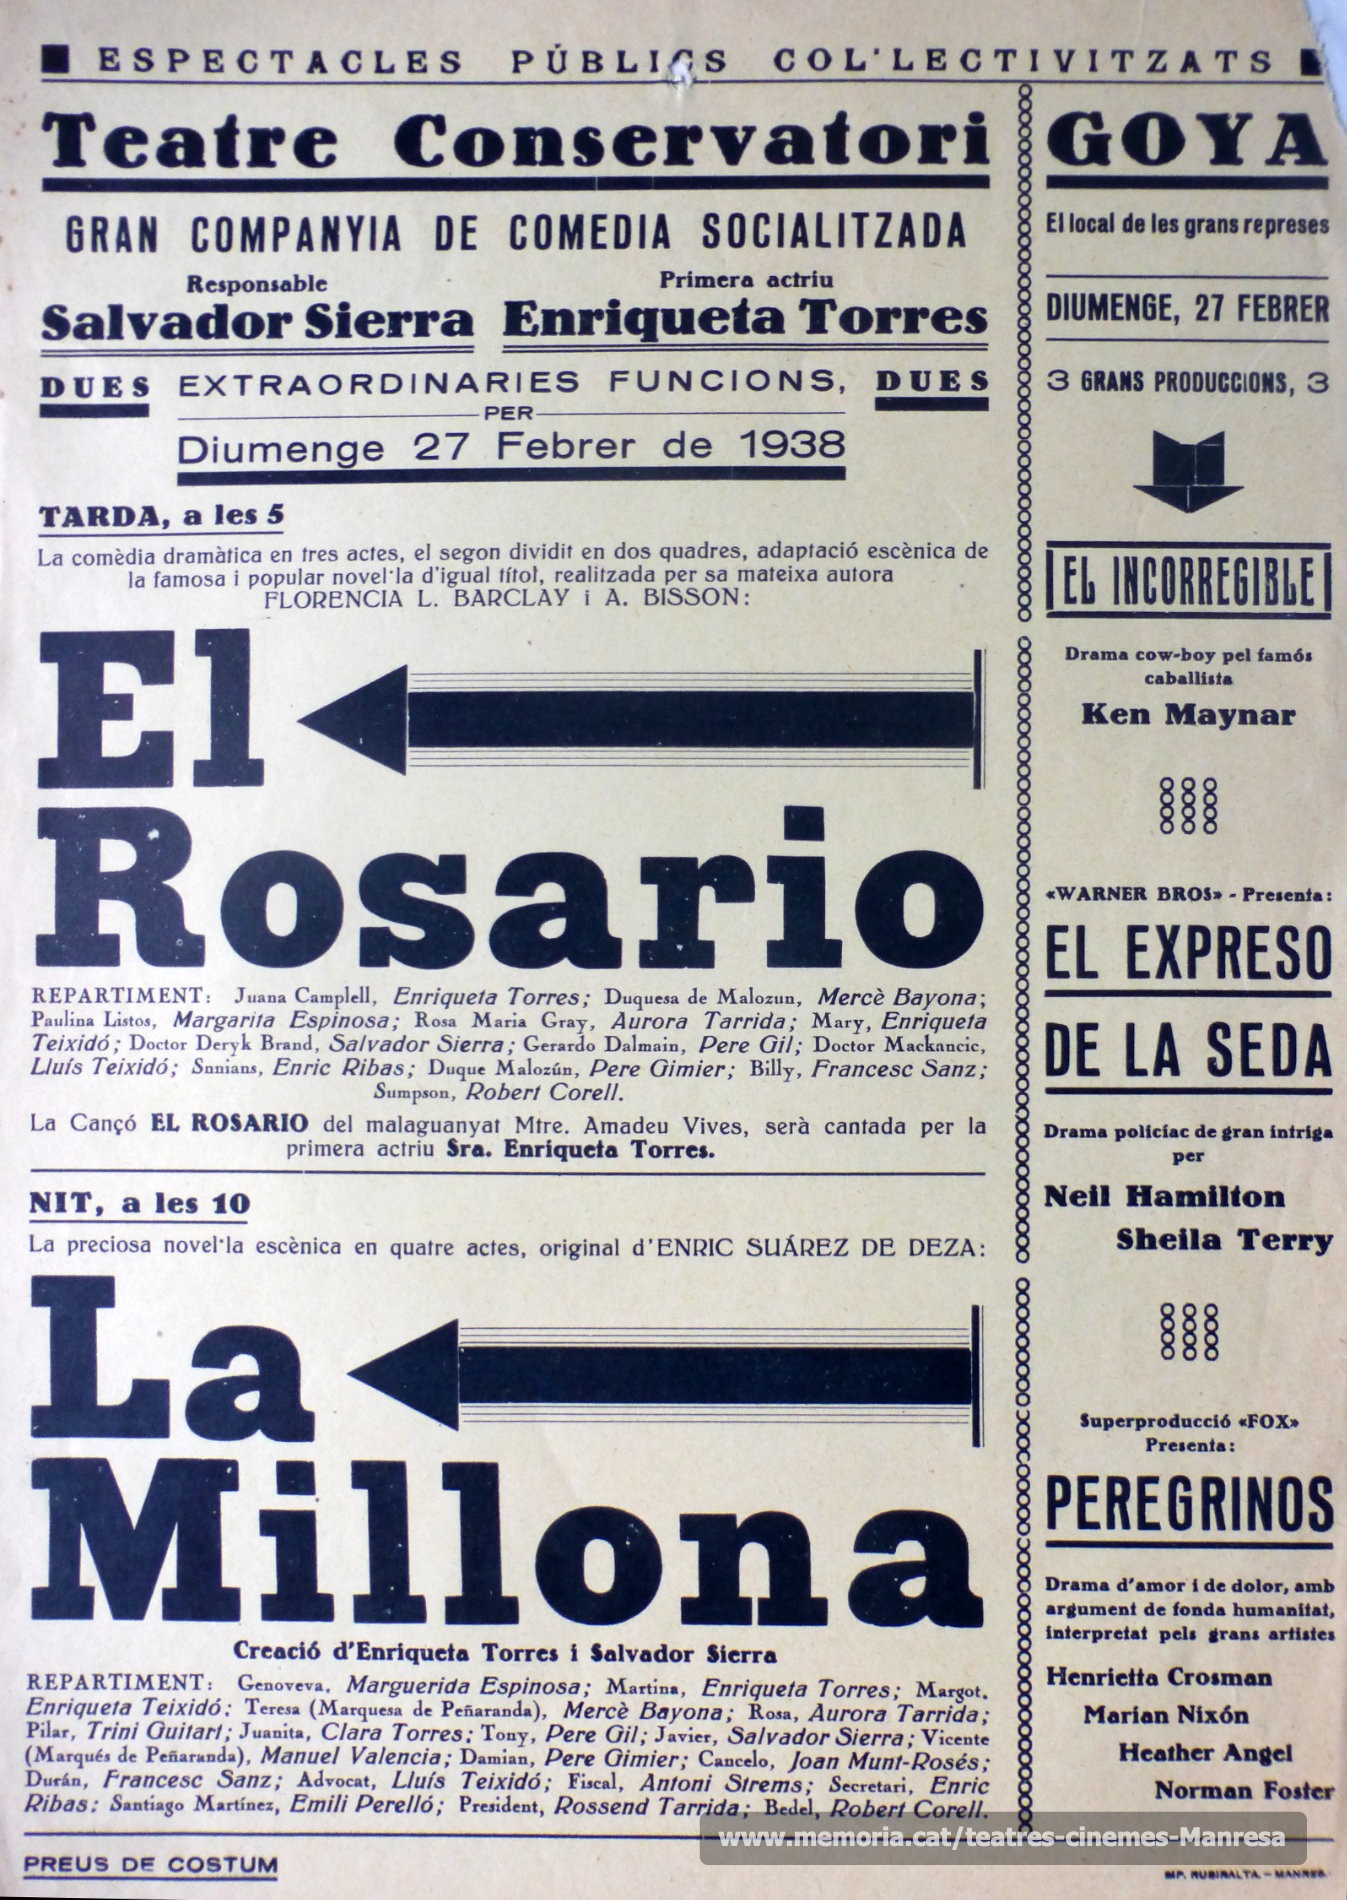 ESPECTACLES PÚBLICS COL·LECTIVITZATS
Teatre Conservatori
GRAN COMPANYIA DE COMEDIA SOCIALITZADA
Responsable
Salvador Sierra
Primera actriu
Enriqueta Torres
DUES EXTRAORDINARIES FUNCIONS, DUES
PER
Diumenge 27 Febrer de 1938
TARDA, a les 5
La comèdia dramàtica en tres actes, el segon dividit en dos quadres, adaptació escènica de
la famosa i popular novel·la d'igual títol, realitzada per sa mateixa autora
FLORENCIA L. BARCLAY i A. BISSON:
El
Rosario
REPARTIMENT: Juana Camplell, Enriqueta Torres; Duquesa de Malozun, Mercè Bayona;
Paulina Listos, Margarita Espinosa; Rosa Maria Gray, Aurora Tarrida; Mary, Enriqueta
Teixidó; Doctor Deryk Brand, Salvador Sierra; Gerardo Dalmain, Pere Gil; Doctor Mackancic,
Lluís Teixidó; Snnians, Enric Ribas; Duque Malozún, Pere Gimier; Billy, Francesc Sanz;
Sumpson, Robert Corell.
La Cançó EL ROSARIO del malaguanyat Mtre. Amadeu Vives, serà cantada per la
primera actriu Sra. Enriqueta Torres.
NIT, a les 10
La preciosa novel·la escènica en quatre actes, original d'ENRIC SUÁREZ DE DEZA:
La
Millona
Creació d'Enriqueta Torres i Salvador Sierra
REPARTIMENT: Genoveva, Marguerida Espinosa; Martina, Enriqueta Torres; Margot,
Enriqueta Teixidó: Teresa (Marquesa de Peñaranda), Mercè Bayona; Rosa, Aurora Tarrida;
Pilar, Trini Guitart; Juanita, Clara Torres; Tony, Pere Gil; Javier, Salvador Sierra; Vicente
(Marqués de Peñaranda), Manuel Valencia; Damian, Pere Gimier; Cancelo, Joan Munt-Rosés;
Durán, Francesc Sanz; Advocat, Lluís Teixidó; Fiscal, Antoni Strems; Secretari, Enric
Ribas; Santiago Martínez, Emili Perelló; President, Rossend Tarrida; Bedel, Robert Corell.
PREUS DE COSTUM
GOYA
El local de les grans represes
DIUMENGE, 27 FEBRER
3 GRANS PRODUCCIONS, 3
EL INCORREGIBLE
Drama cow-boy pel famós
caballista
Ken Maynar
«WARNER BROS» - Presenta:
EL EXPRESO
DE LA SEDA
Drama policíac de gran intriga
per
Neil Hamilton
Sheila Terry
Superproducció «FOX»
Presenta:
PEREGRINOS
Drama d'amor i de dolor, amb
argument de fonda humanitat,
interpretat pels grans artistes
Henrietta Crosman
Marian Nixón
Heather Angel
Norman Foster
IMP. RUBIRALTA. - MANRESA
www.memoria.cat/teatres-cinemes-Manresa